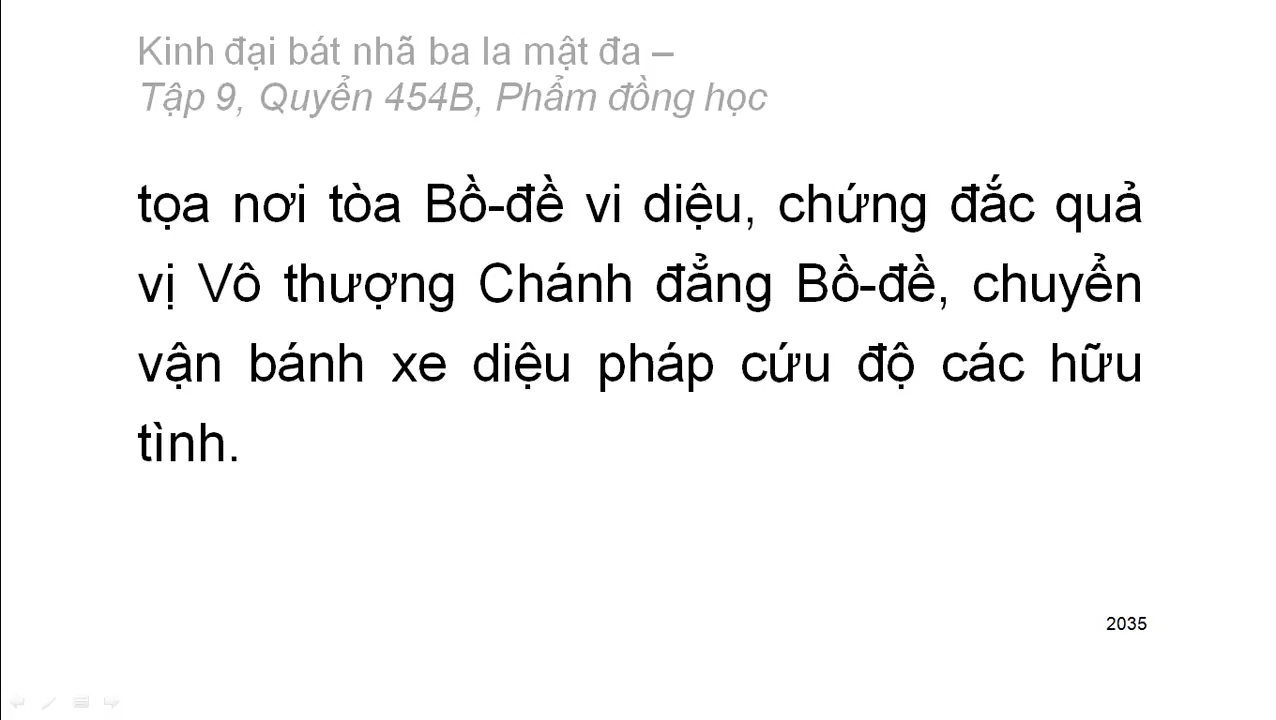 Kinh đại bát nhã ba la mật đa –
Tập 9, Quyển 454B, Phẩm đồng học
tọa nơi tòa Bồ-đề vi diệu, chứng đắc quả
vị Vô thượng Chánh đẳng Bồ-đề, chuyển
vận bánh xe diệu pháp cứu độ các hữu
tình.
2035